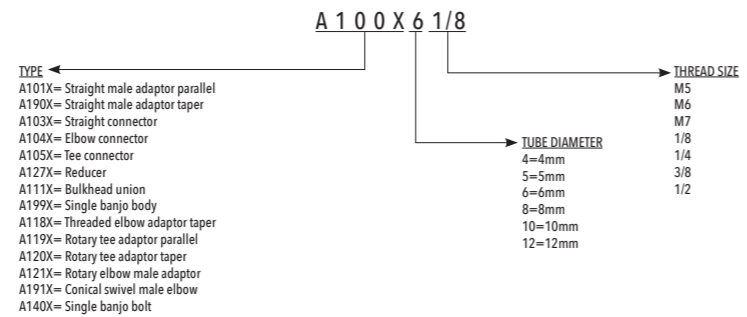 A 1 0 0 X 6 1/8
TYPE
A101X= Straight male adaptor parallel
A190X= Straight male adaptor taper
A103X= Straight connector
A104X= Elbow connector
A105X= Tee connector
A127X= Reducer
A111X= Bulkhead union
A199X= Single banjo body
A118X= Threaded elbow adaptor taper
A119X= Rotary tee adaptor parallel
A120X= Rotary tee adaptor taper
A121X= Rotary elbow male adaptor
A191X= Conical swivel male elbow
A140X= Single banjo bolt
TUBE DIAMETER
4=4mm
5=5mm
6=6mm
8=8mm
10=10mm
12=12mm
THREAD SIZE
M5
M6
M7
1/8
1/4
3/8
1/2